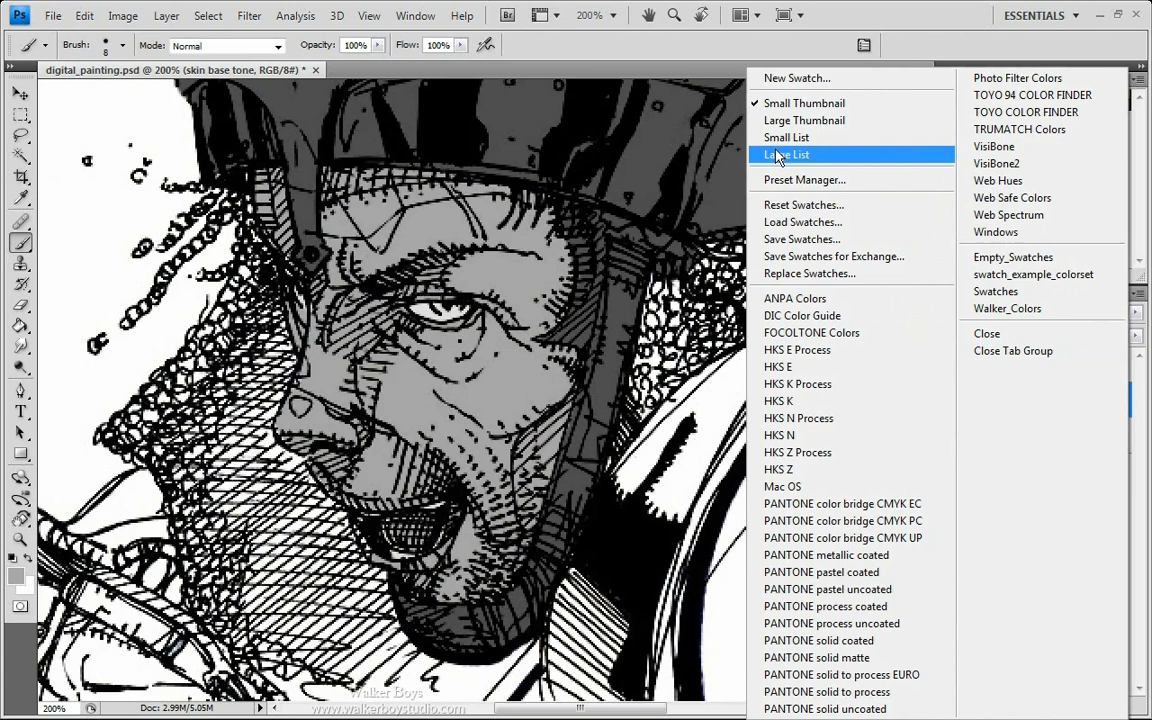 Ps File Edit Image Layer Select Filter Analysis 3D View Window Help Br 200% ESSENTIALS
Brush: 8 Mode: Normal Opacity: 100% Flow: 100%
digital_painting.psd @ 200% (skin base tone, RGB/8#) *
New Swatch...
Small Thumbnail
Large Thumbnail
Small List
List
Preset Manager...
Reset Swatches...
Load Swatches...
Save Swatches...
Save Swatches for Exchange...
Replace Swatches...
ANPA Colors
DIC Color Guide
FOCOLTONE Colors
HKS E Process
HKS E
HKS K Process
HKS K
HKS N Process
HKS N
HKS Z Process
HKS Z
Mac OS
PANTONE color bridge CMYK EC
PANTONE color bridge CMYK PC
PANTONE color bridge CMYK UP
PANTONE metallic coated
PANTONE pastel coated
PANTONE pastel uncoated
PANTONE process coated
PANTONE process uncoated
PANTONE solid coated
PANTONE solid matte
PANTONE solid to process EURO
PANTONE solid to process
PANTONE solid uncoated
Photo Filter Colors
TOYO 94 COLOR FINDER
TOYO COLOR FINDER
TRUMATCH Colors
VisiBone
VisiBone2
Web Hues
Web Safe Colors
Web Spectrum
Windows
Empty_Swatches
swatch_example_colorset
Swatches
Walker_Colors
Close
Close Tab Group
Walker Boys
www.walkerboystudio.com
200% Doc: 2.99M/5.05M